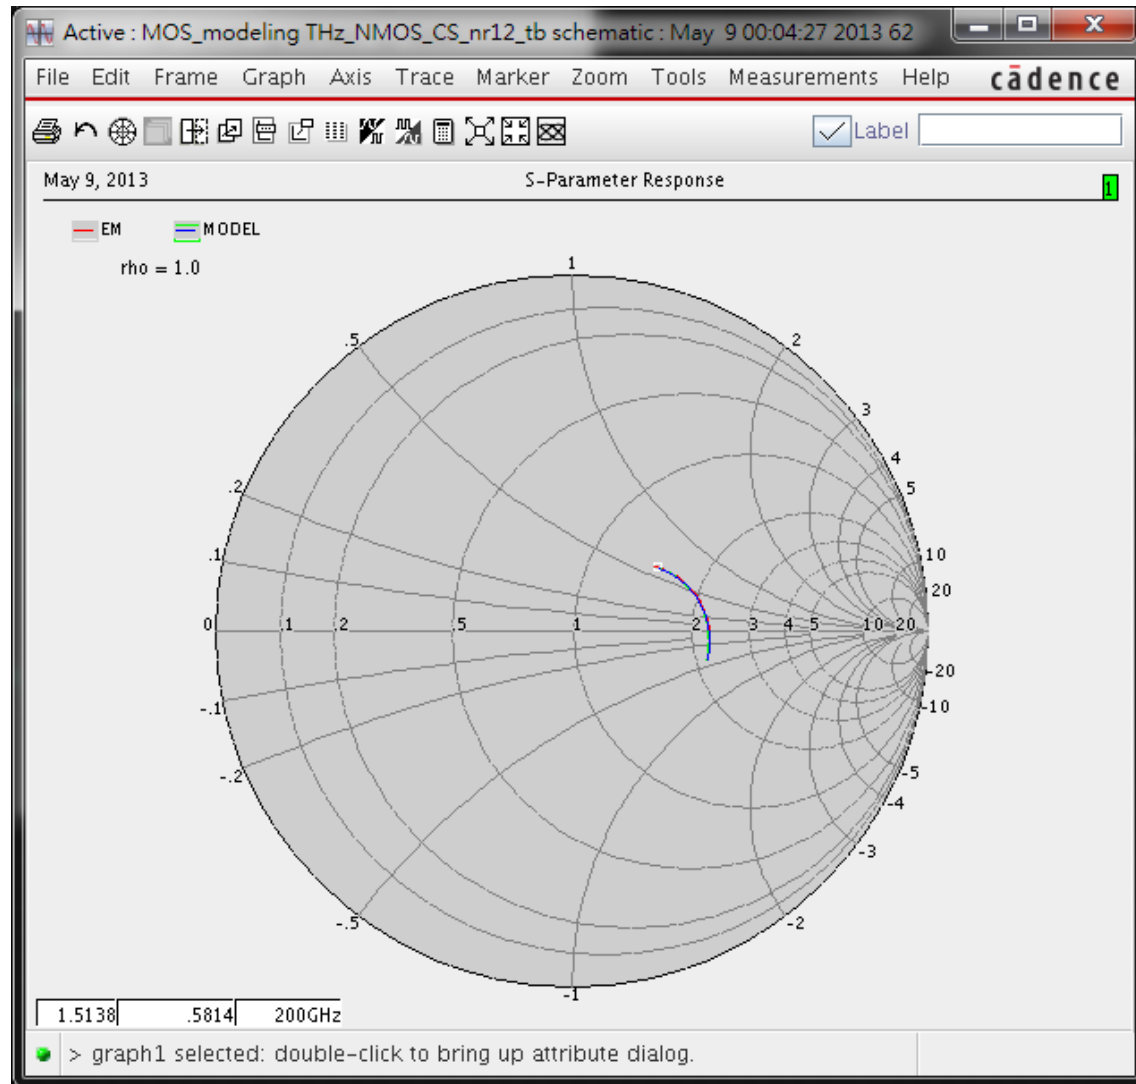 Active : MOS_modeling THz_NMOS_CS_nr12_tb schematic : May 9 00:04:27 2013 62
File Edit Frame Graph Axis Trace Marker Zoom Tools Measurements Help cādence
Label
May 9, 2013 S-Parameter Response 1
EM MODEL
rho = 1.0
1
.5 2
3
4
.2 5
.1 10
20
0 .1 .2 .5 1 2 3 4 5 10 20
-20
-.1 -10
-.2 -5
-4
-3
-.5 -2
-1
1.5138 .5814 200GHz
> graph1 selected: double-click to bring up attribute dialog.